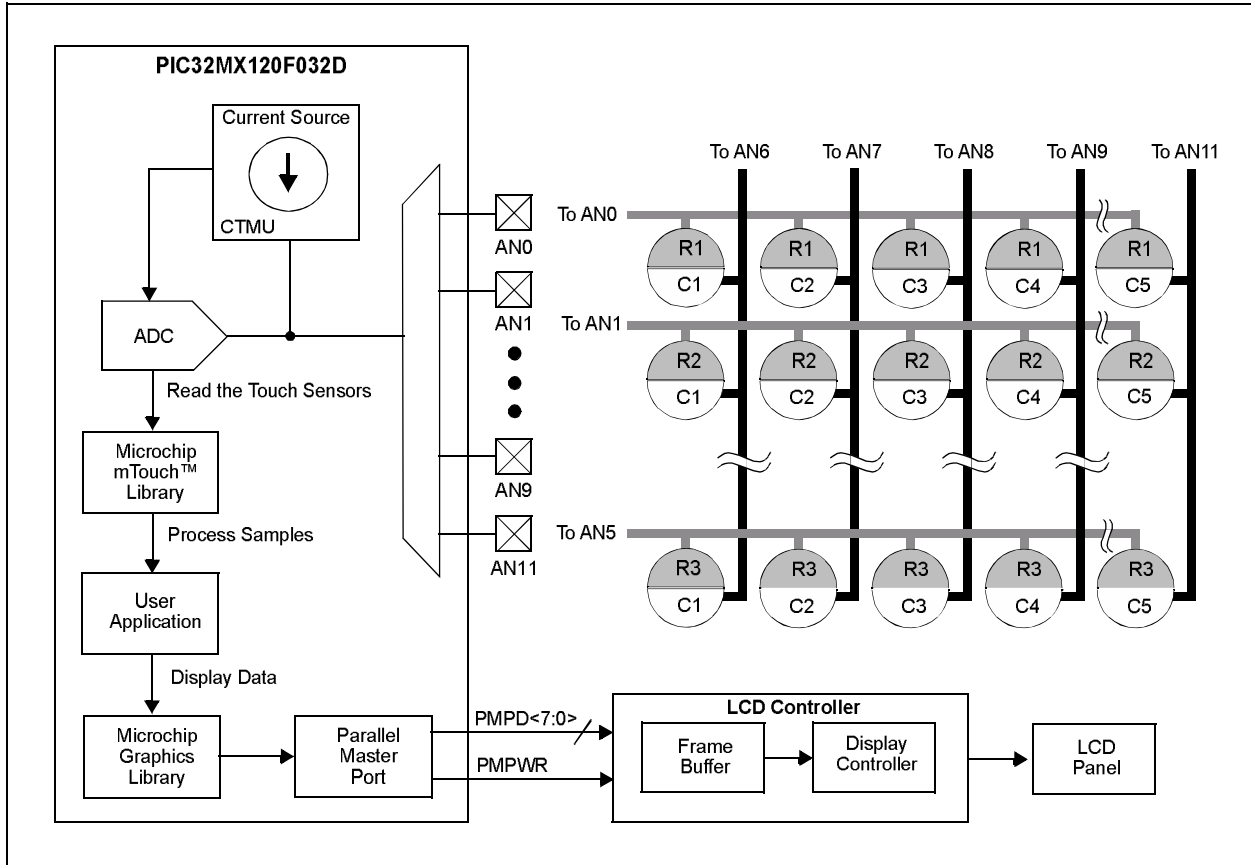 PIC32MX120F032D
Current Source
CTMU
ADC
Read the Touch Sensors
Microchip
mTouch™
Library
Process Samples
User
Application
Display Data
Microchip
Graphics
Library
Parallel
Master
Port
AN0
AN1
AN9
AN11
To AN6
To AN7
To AN8
To AN9
To AN11
To AN0
R1
R1
R1
R1
R1
C1
C2
C3
C4
C5
To AN1
R2
R2
R2
R2
R2
C1
C2
C3
C4
C5
To AN5
R3
R3
R3
R3
R3
C1
C2
C3
C4
C5
PMPD<7:0>
PMPWR
LCD Controller
Frame
Buffer
Display
Controller
LCD
Panel